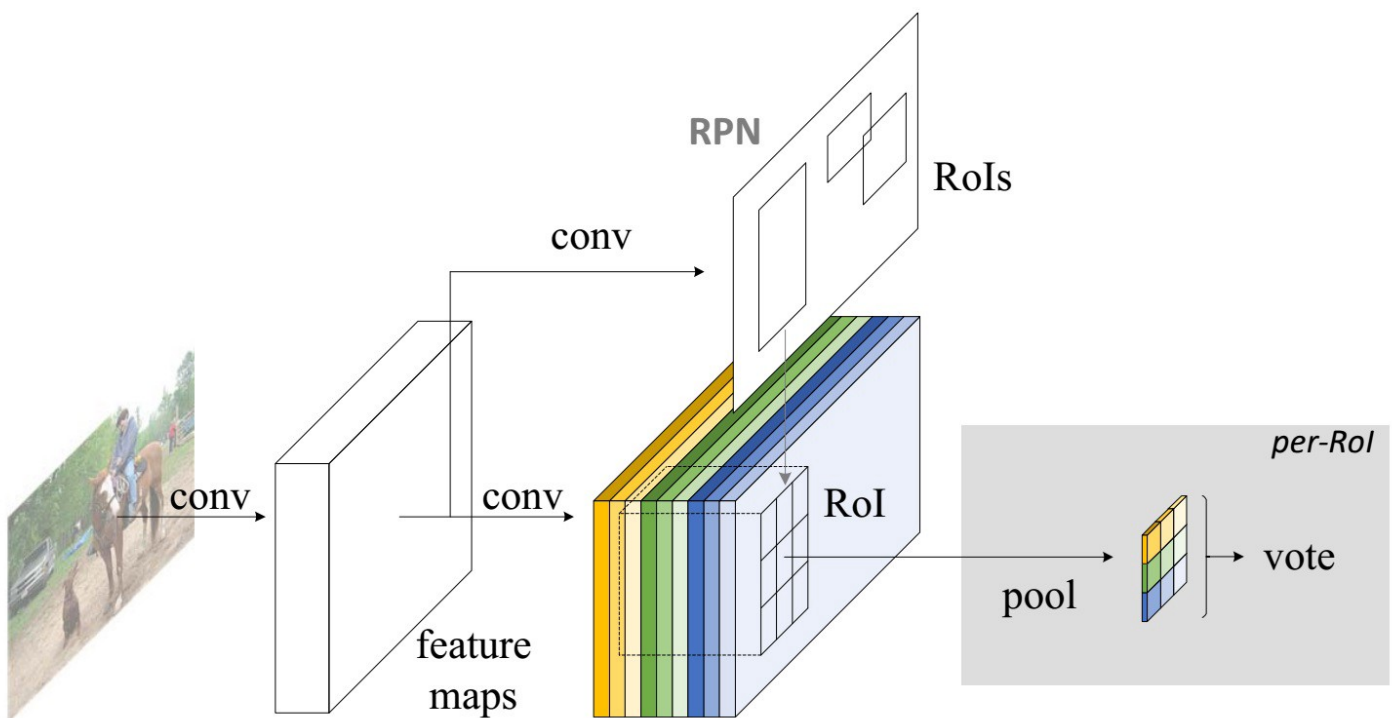 RPN
RoIs
conv
per-RoI
conv
conv
RoI
vote
pool
feature
maps